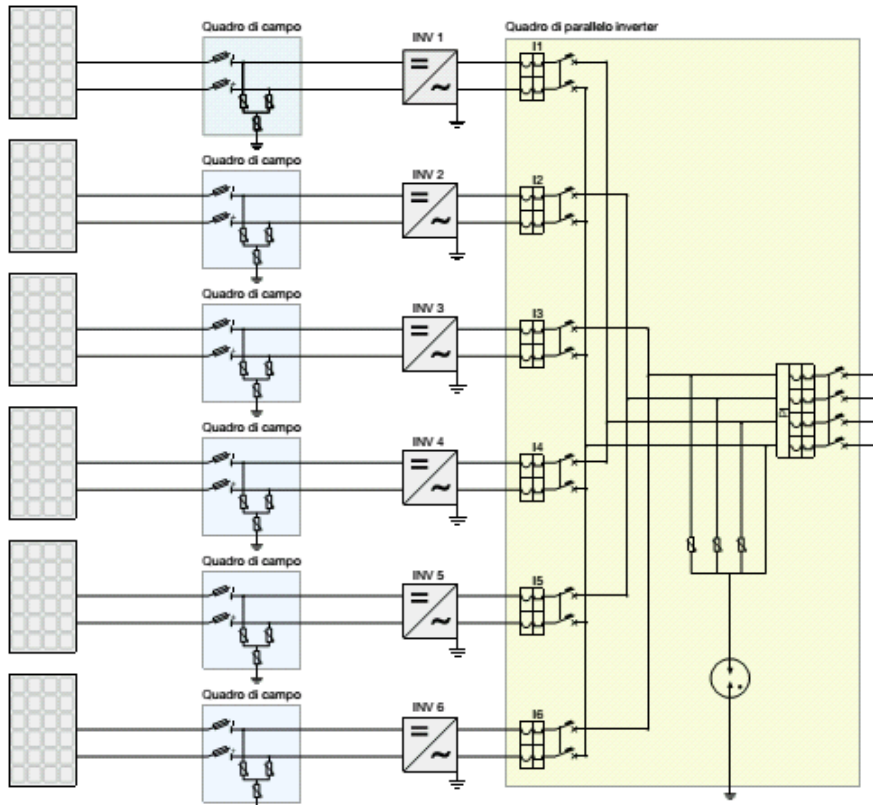 Quadro di campo
INV 1
Quadro di parallelo inverter
I1
Quadro di campo
INV 2
I2
Quadro di campo
INV 3
I3
Quadro di campo
INV 4
I4
Quadro di campo
INV 5
I5
Quadro di campo
INV 6
I6